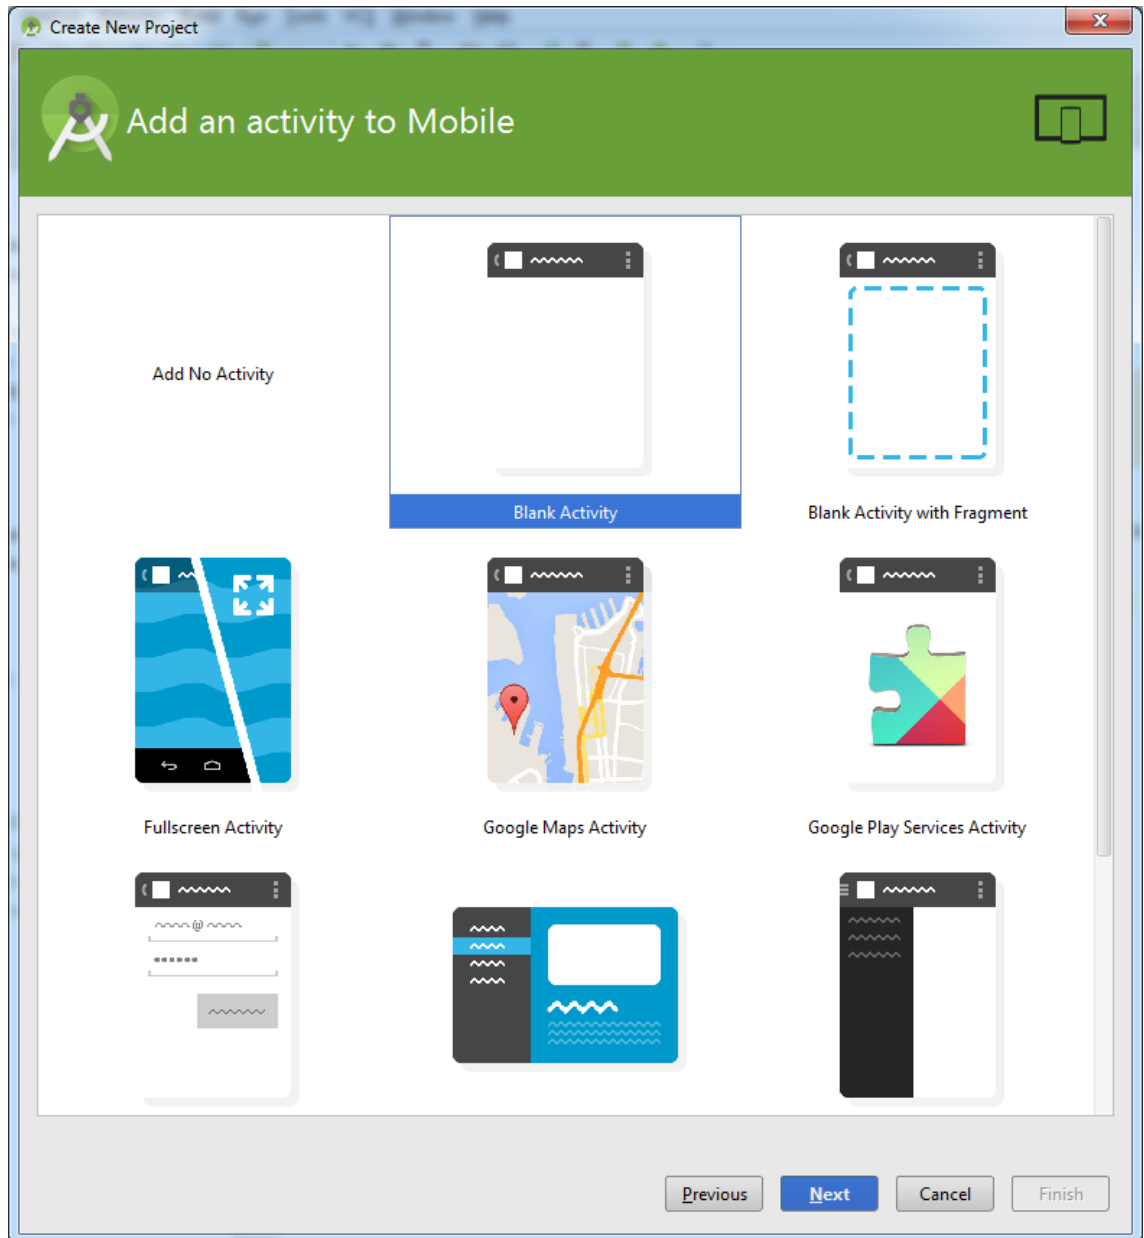 Create New Project
Add an activity to Mobile
Add No Activity
Blank Activity
Blank Activity with Fragment
Fullscreen Activity
Google Maps Activity
Google Play Services Activity
@
Previous
Next
Cancel
Finish